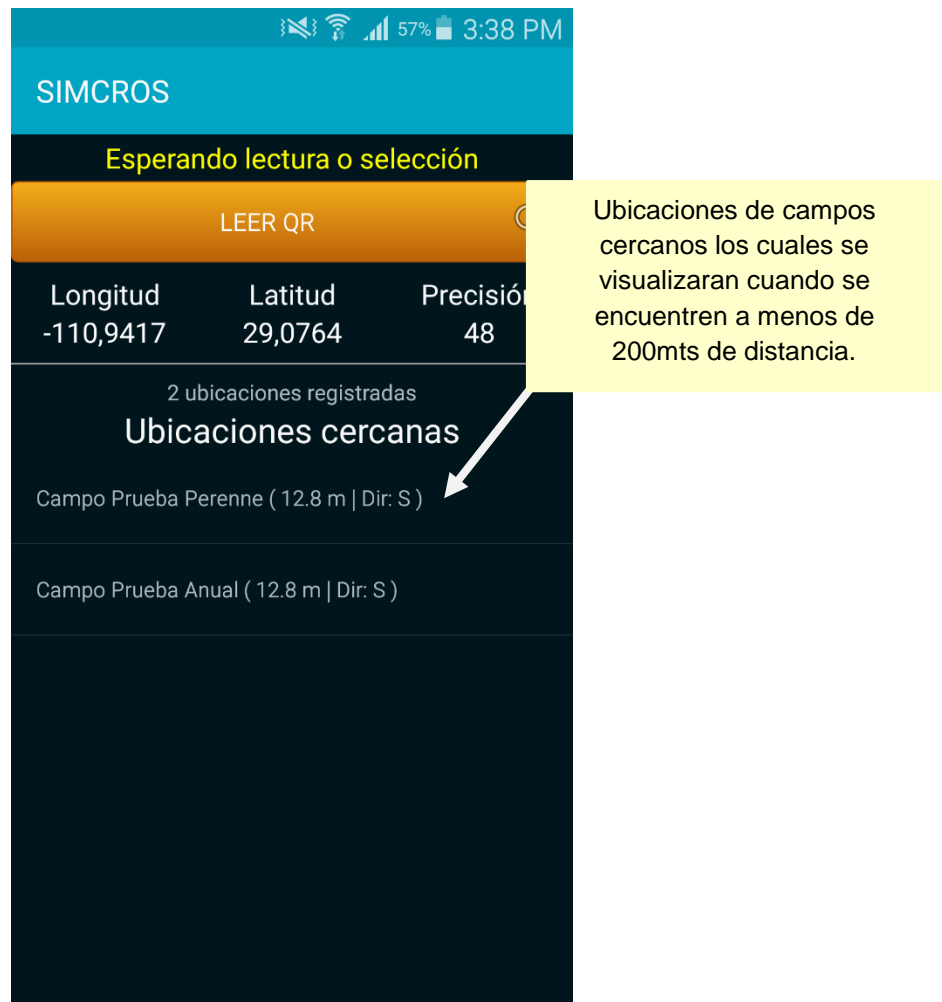 57% 3:38 PM
SIMCROS
Esperando lectura o selección
LEER QR
Longitud Latitud Precisión
-110,9417 29,0764 48
2 ubicaciones registradas
Ubicaciones cercanas
Campo Prueba Perenne ( 12.8 m | Dir: S )
Campo Prueba Anual ( 12.8 m | Dir: S )
Ubicaciones de campos
cercanos los cuales se
visualizaran cuando se
encuentren a menos de
200mts de distancia.